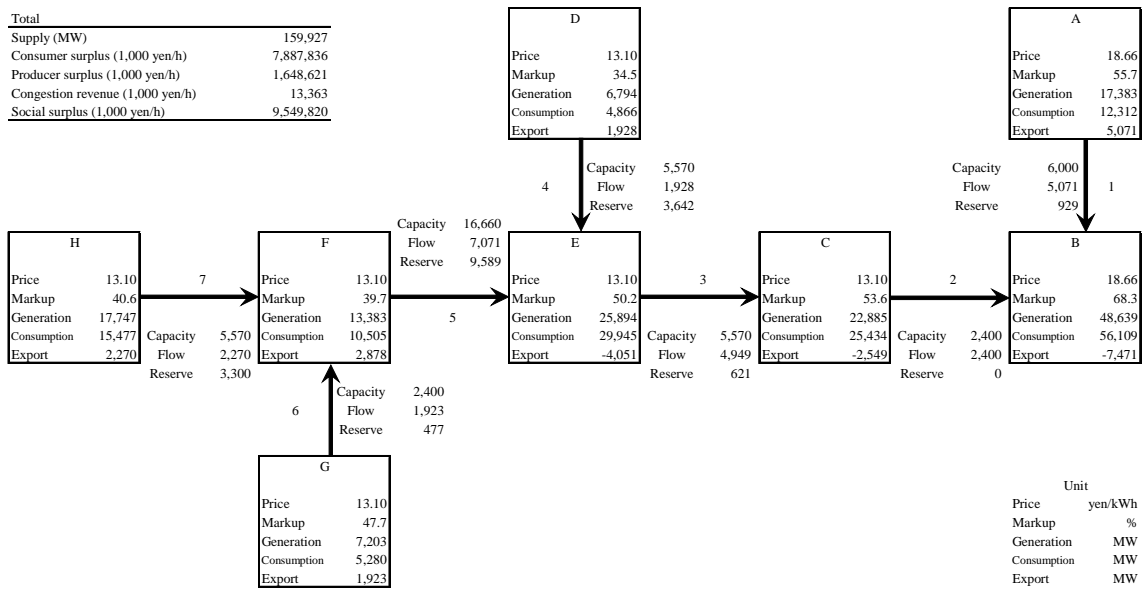 Total
Supply (MW) 159,927
Consumer surplus (1,000 yen/h) 7,887,836
Producer surplus (1,000 yen/h) 1,648,621
Congestion revenue (1,000 yen/h) 13,363
Social surplus (1,000 yen/h) 9,549,820
D
Price 13.10
Markup 34.5
Generation 6,794
Consumption 4,866
Export 1,928
A
Price 18.66
Markup 55.7
Generation 17,383
Consumption 12,312
Export 5,071
4
Capacity 5,570
Flow 1,928
Reserve 3,642
Capacity 6,000
Flow 5,071
Reserve 929
1
H
Price 13.10
Markup 40.6
Generation 17,747
Consumption 15,477
Export 2,270
7
Capacity 5,570
Flow 2,270
Reserve 3,300
F
Price 13.10
Markup 39.7
Generation 13,383
Consumption 10,505
Export 2,878
Capacity 16,660
Flow 7,071
Reserve 9,589
5
E
Price 13.10
Markup 50.2
Generation 25,894
Consumption 29,945
Export -4,051
3
Capacity 5,570
Flow 4,949
Reserve 621
C
Price 13.10
Markup 53.6
Generation 22,885
Consumption 25,434
Export -2,549
2
Capacity 2,400
Flow 2,400
Reserve 0
B
Price 18.66
Markup 68.3
Generation 48,639
Consumption 56,109
Export -7,471
6
Capacity 2,400
Flow 1,923
Reserve 477
G
Price 13.10
Markup 47.7
Generation 7,203
Consumption 5,280
Export 1,923
Unit
Price yen/kWh
Markup %
Generation MW
Consumption MW
Export MW